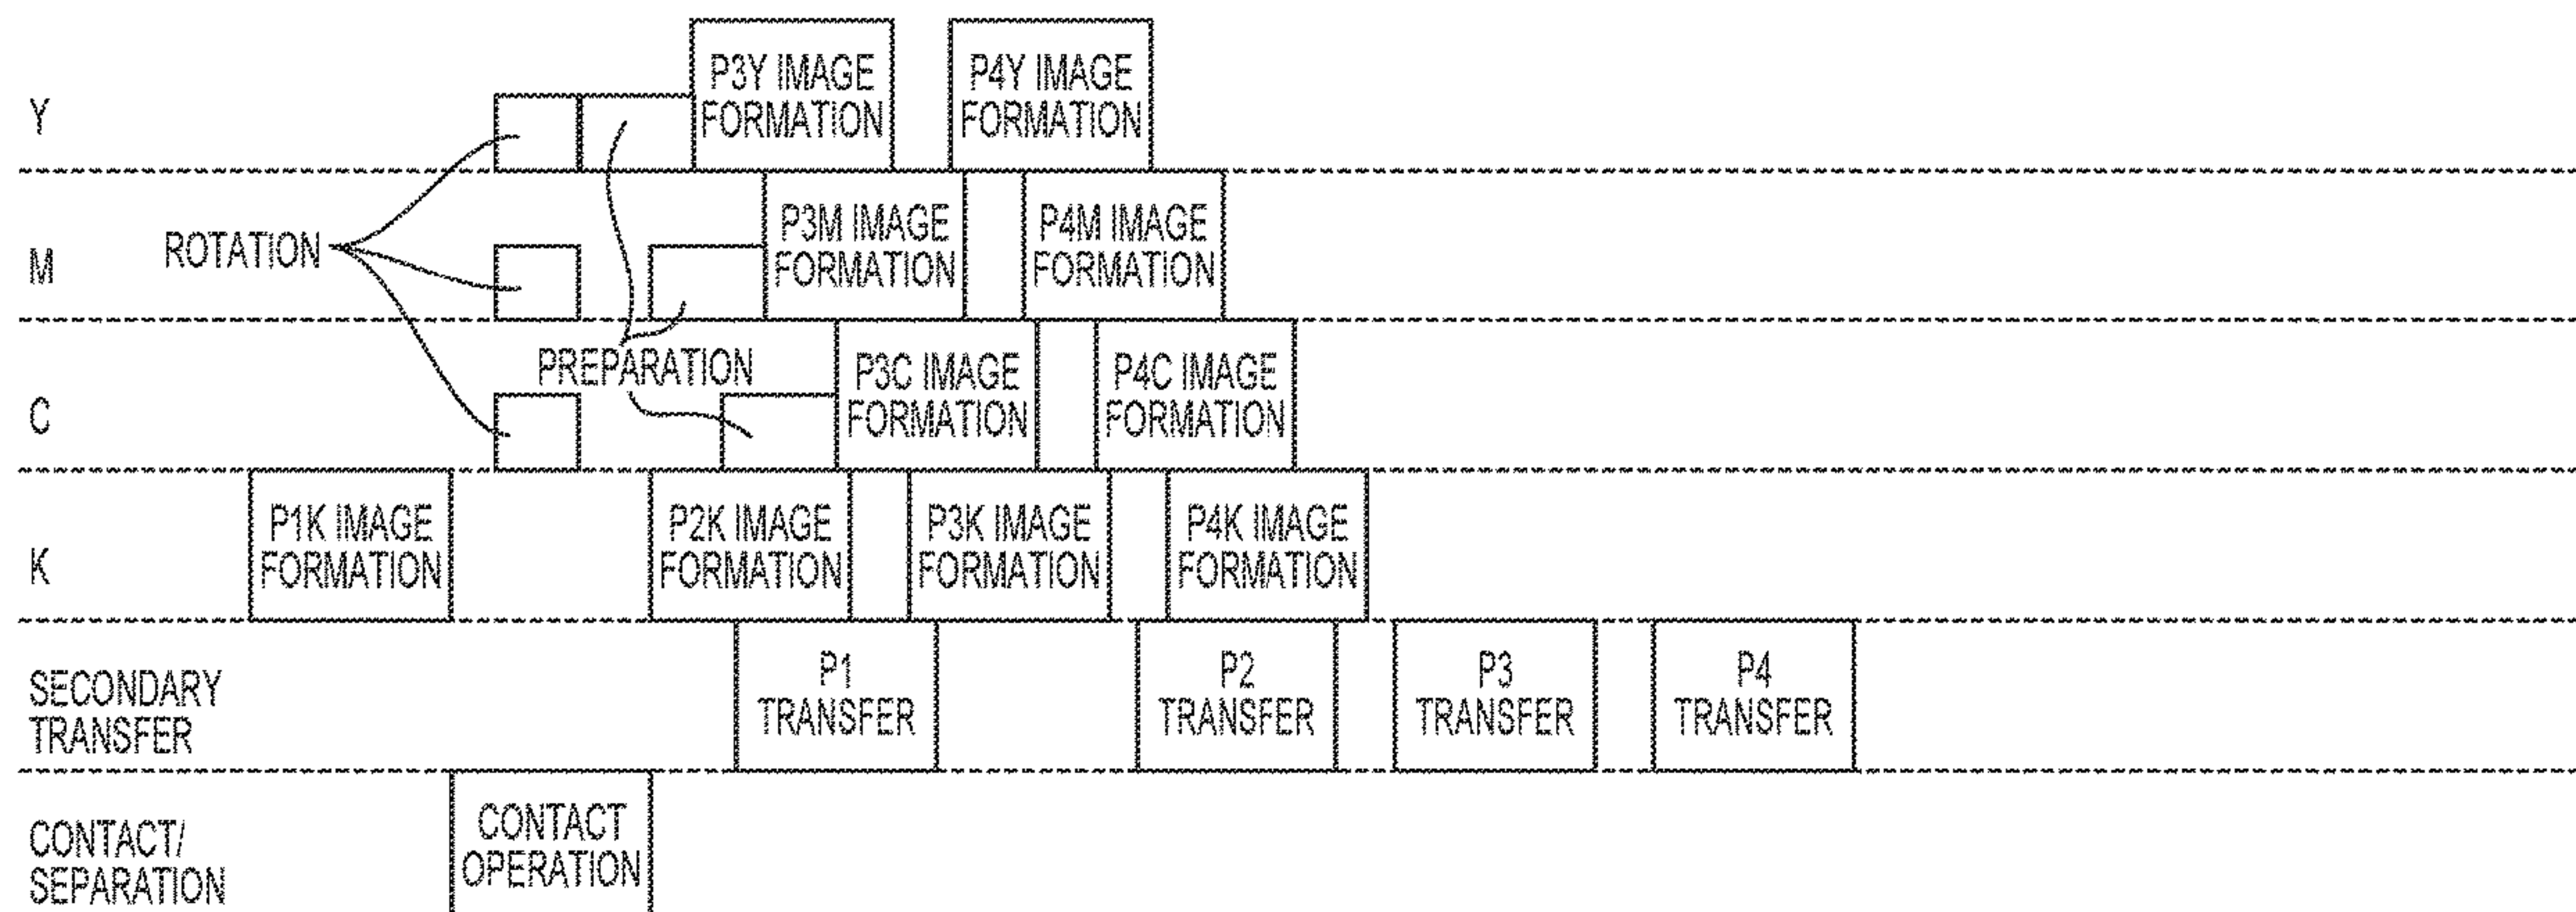 P3Y IMAGE
FORMATION
P4Y IMAGE
FORMATION
Y
P3M IMAGE
FORMATION
P4M IMAGE
FORMATION
ROTATION
M
PREPARATION
P3C IMAGE
FORMATION
P4C IMAGE
FORMATION
C
P1K IMAGE
FORMATION
P2K IMAGE
FORMATION
P3K IMAGE
FORMATION
P4K IMAGE
FORMATION
K
SECONDARY
TRANSFER
P1
TRANSFER
P2
TRANSFER
P3
TRANSFER
P4
TRANSFER
CONTACT/
SEPARATION
CONTACT
OPERATION